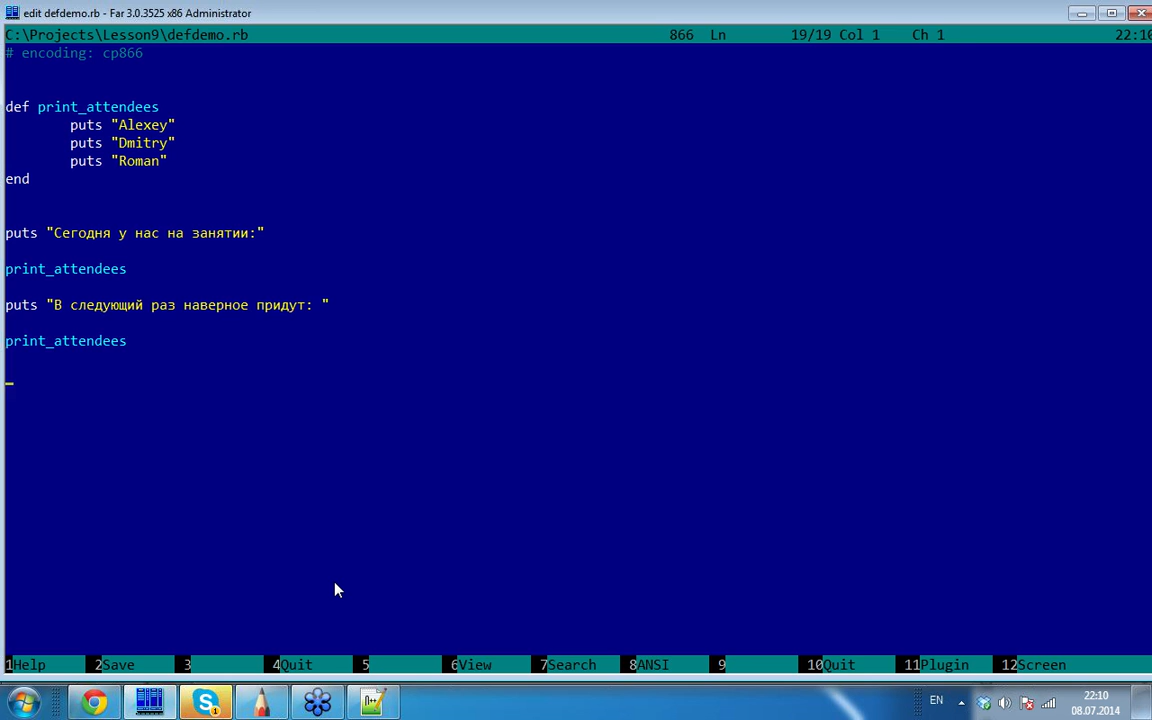 edit defdemo.rb - Far 3.0.3525 x86 Administrator
C:\Projects\Lesson9\defdemo.rb 866 Ln 19/19 Col 1 Ch 1 22:10
# encoding: cp866
def print_attendees
puts "Alexey"
puts "Dmitry"
puts "Roman"
end
puts "Сегодня у нас на занятии:"
print_attendees
puts "В следующий раз наверное придут: "
print_attendees
1Help 2Save 3 4Quit 5 6View 7Search 8ANSI 9 10Quit 11Plugin 12Screen
EN 22:10
08.07.2014